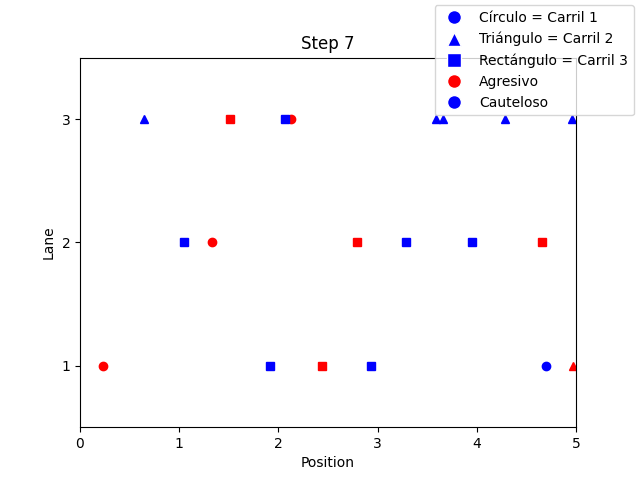 Step 7
Círculo = Carril 1
Triángulo = Carril 2
Rectángulo = Carril 3
Agresivo
Cauteloso
3
2
1
Lane
0 1 2 3 4 5
Position